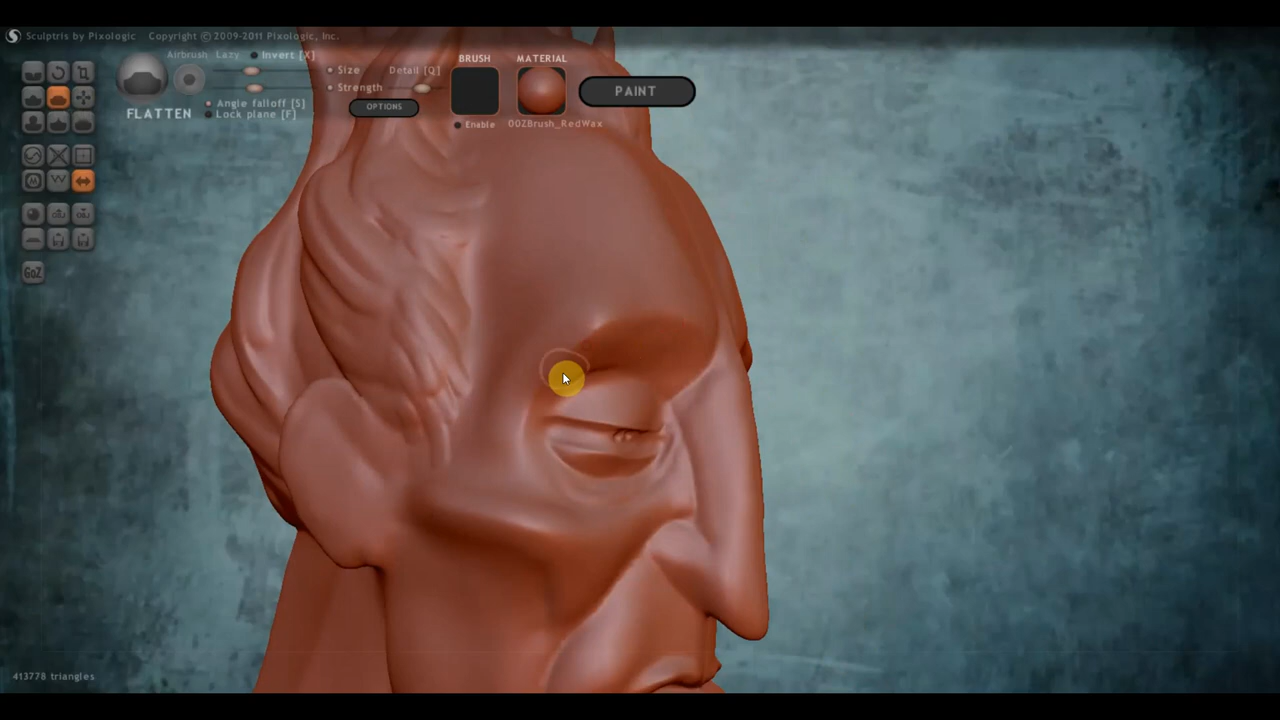 Sculptris by Pixologic Copyright © 2009-2011 Pixologic, Inc.
Airbrush Lazy Invert [X]
Size Detail [Q]
Strength
Angle falloff [S]
Lock plane [F]
FLATTEN
OPTIONS
BRUSH
Enable
MATERIAL
00ZBrush_RedWax
PAINT
GoZ
413778 triangles